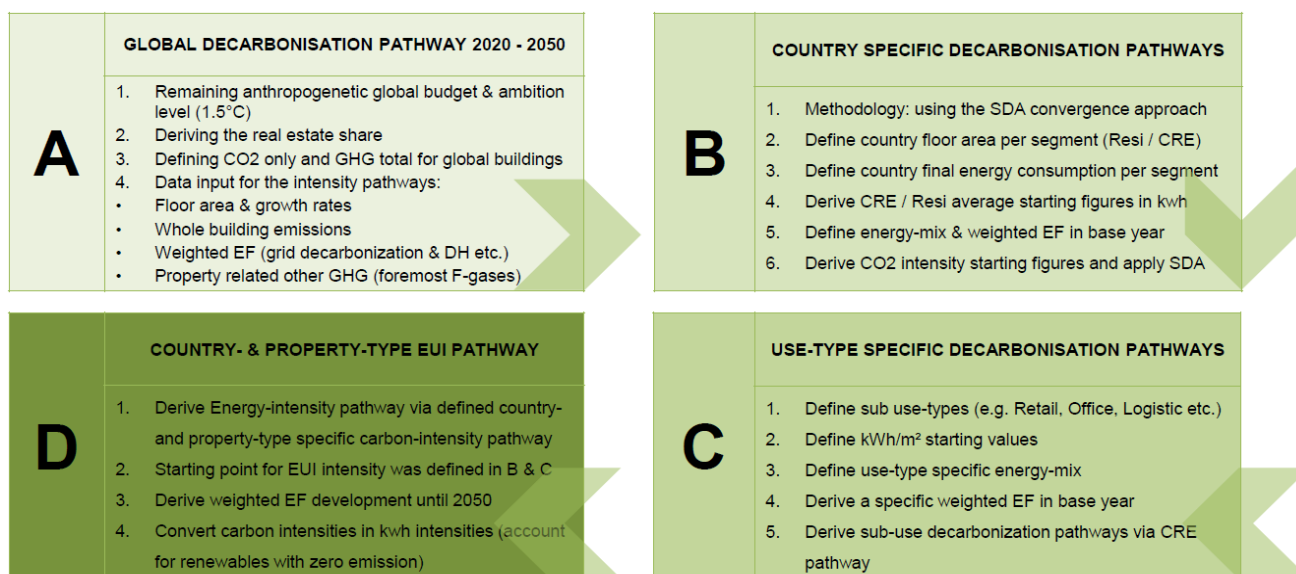 A
GLOBAL DECARBONISATION PATHWAY 2020 - 2050
1. Remaining anthropogenetic global budget & ambition
level (1.5°C)
2. Deriving the real estate share
3. Defining CO2 only and GHG total for global buildings
4. Data input for the intensity pathways:
• Floor area & growth rates
• Whole building emissions
• Weighted EF (grid decarbonization & DH etc.)
• Property related other GHG (foremost F-gases)
B
COUNTRY SPECIFIC DECARBONISATION PATHWAYS
1. Methodology: using the SDA convergence approach
2. Define country floor area per segment (Resi / CRE)
3. Define country final energy consumption per segment
4. Derive CRE / Resi average starting figures in kwh
5. Define energy-mix & weighted EF in base year
6. Derive CO2 intensity starting figures and apply SDA
D
COUNTRY- & PROPERTY-TYPE EUI PATHWAY
1. Derive Energy-intensity pathway via defined country-
and property-type specific carbon-intensity pathway
2. Starting point for EUI intensity was defined in B & C
3. Derive weighted EF development until 2050
4. Convert carbon intensities in kwh intensities (account
for renewables with zero emission)
C
USE-TYPE SPECIFIC DECARBONISATION PATHWAYS
1. Define sub use-types (e.g. Retail, Office, Logistic etc.)
2. Define kWh/m² starting values
3. Define use-type specific energy-mix
4. Derive a specific weighted EF in base year
5. Derive sub-use decarbonization pathways via CRE
pathway